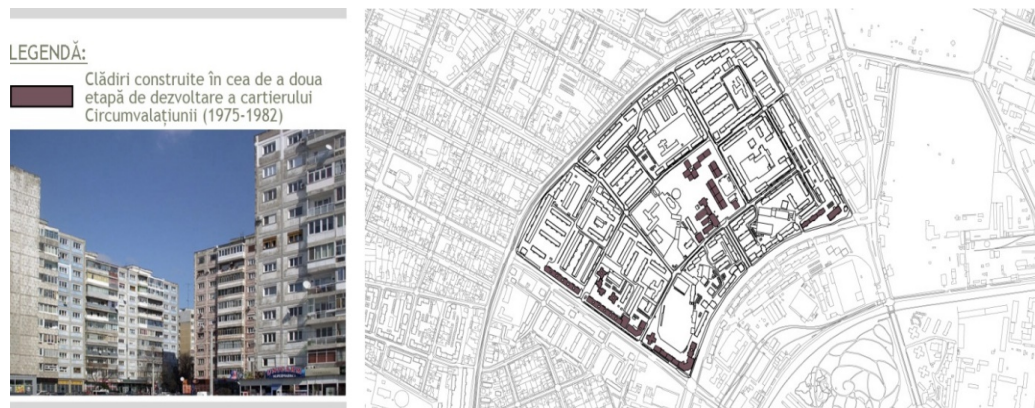 LEGENDĂ:
Clădiri construite în cea de a doua
etapă de dezvoltare a cartierului
Circumvalațiunii (1975-1982)